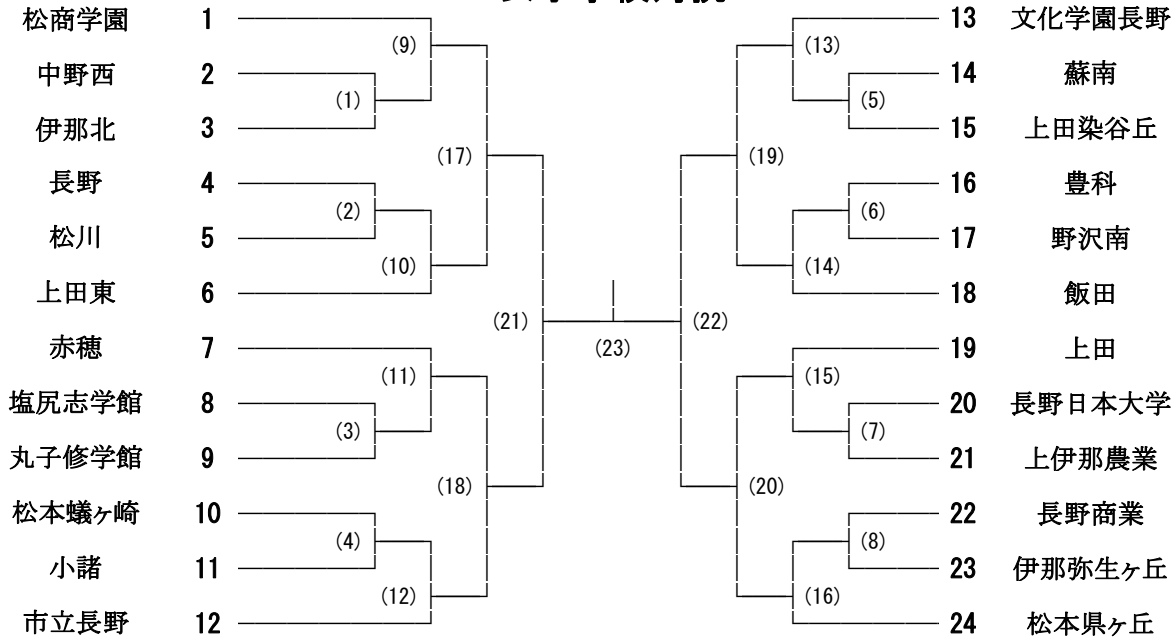 松商学園 1
中野西 2
伊那北 3
長野 4
松川 5
上田東 6
赤穂 7
塩尻志学館 8
丸子修学館 9
松本蟻ヶ崎 10
小諸 11
市立長野 12
(9)
(1)
(17)
(2)
(10)
(21)
(11)
(3)
(18)
(4)
(12)
(23)
(13)
(5)
(19)
(6)
(14)
(22)
(15)
(7)
(20)
(8)
(16)
13 文化学園長野
14 蘇南
15 上田染谷丘
16 豊科
17 野沢南
18 飯田
19 上田
20 長野日本大学
21 上伊那農業
22 長野商業
23 伊那弥生ヶ丘
24 松本県ヶ丘